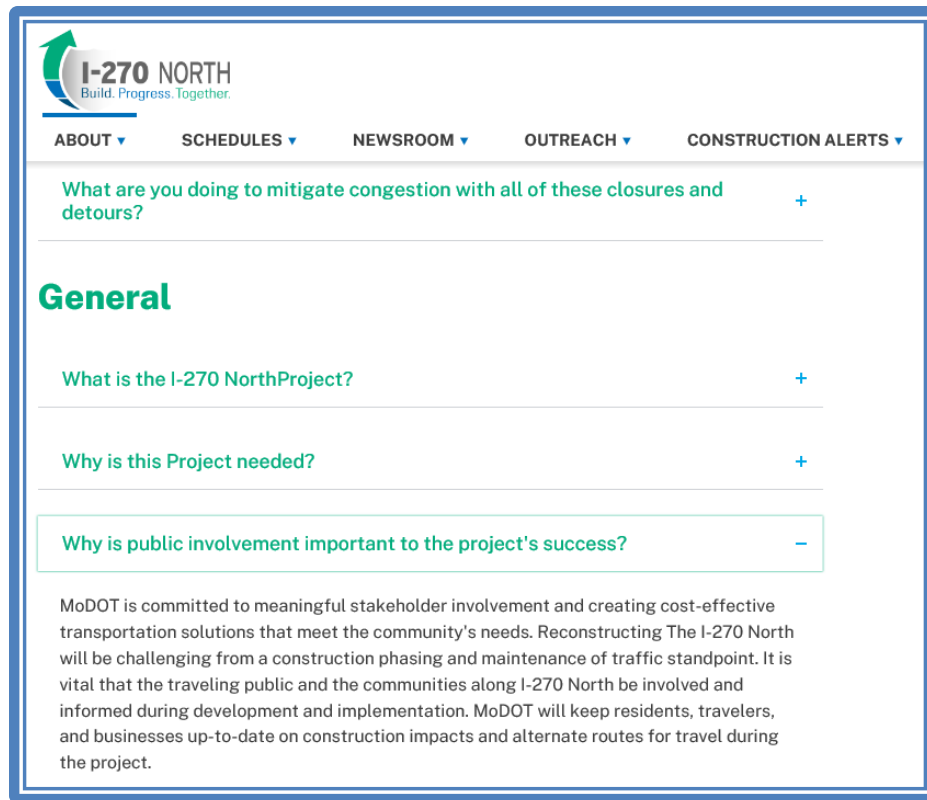 I-270 NORTH
Build. Progress. Together.
ABOUT ▾ SCHEDULES ▾ NEWSROOM ▾ OUTREACH ▾ CONSTRUCTION ALERTS ▾
What are you doing to mitigate congestion with all of these closures and
detours? +
General
What is the I-270 NorthProject? +
Why is this Project needed? +
Why is public involvement important to the project's success? −
MoDOT is committed to meaningful stakeholder involvement and creating cost-effective
transportation solutions that meet the community's needs. Reconstructing The I-270 North
will be challenging from a construction phasing and maintenance of traffic standpoint. It is
vital that the traveling public and the communities along I-270 North be involved and
informed during development and implementation. MoDOT will keep residents, travelers,
and businesses up-to-date on construction impacts and alternate routes for travel during
the project.